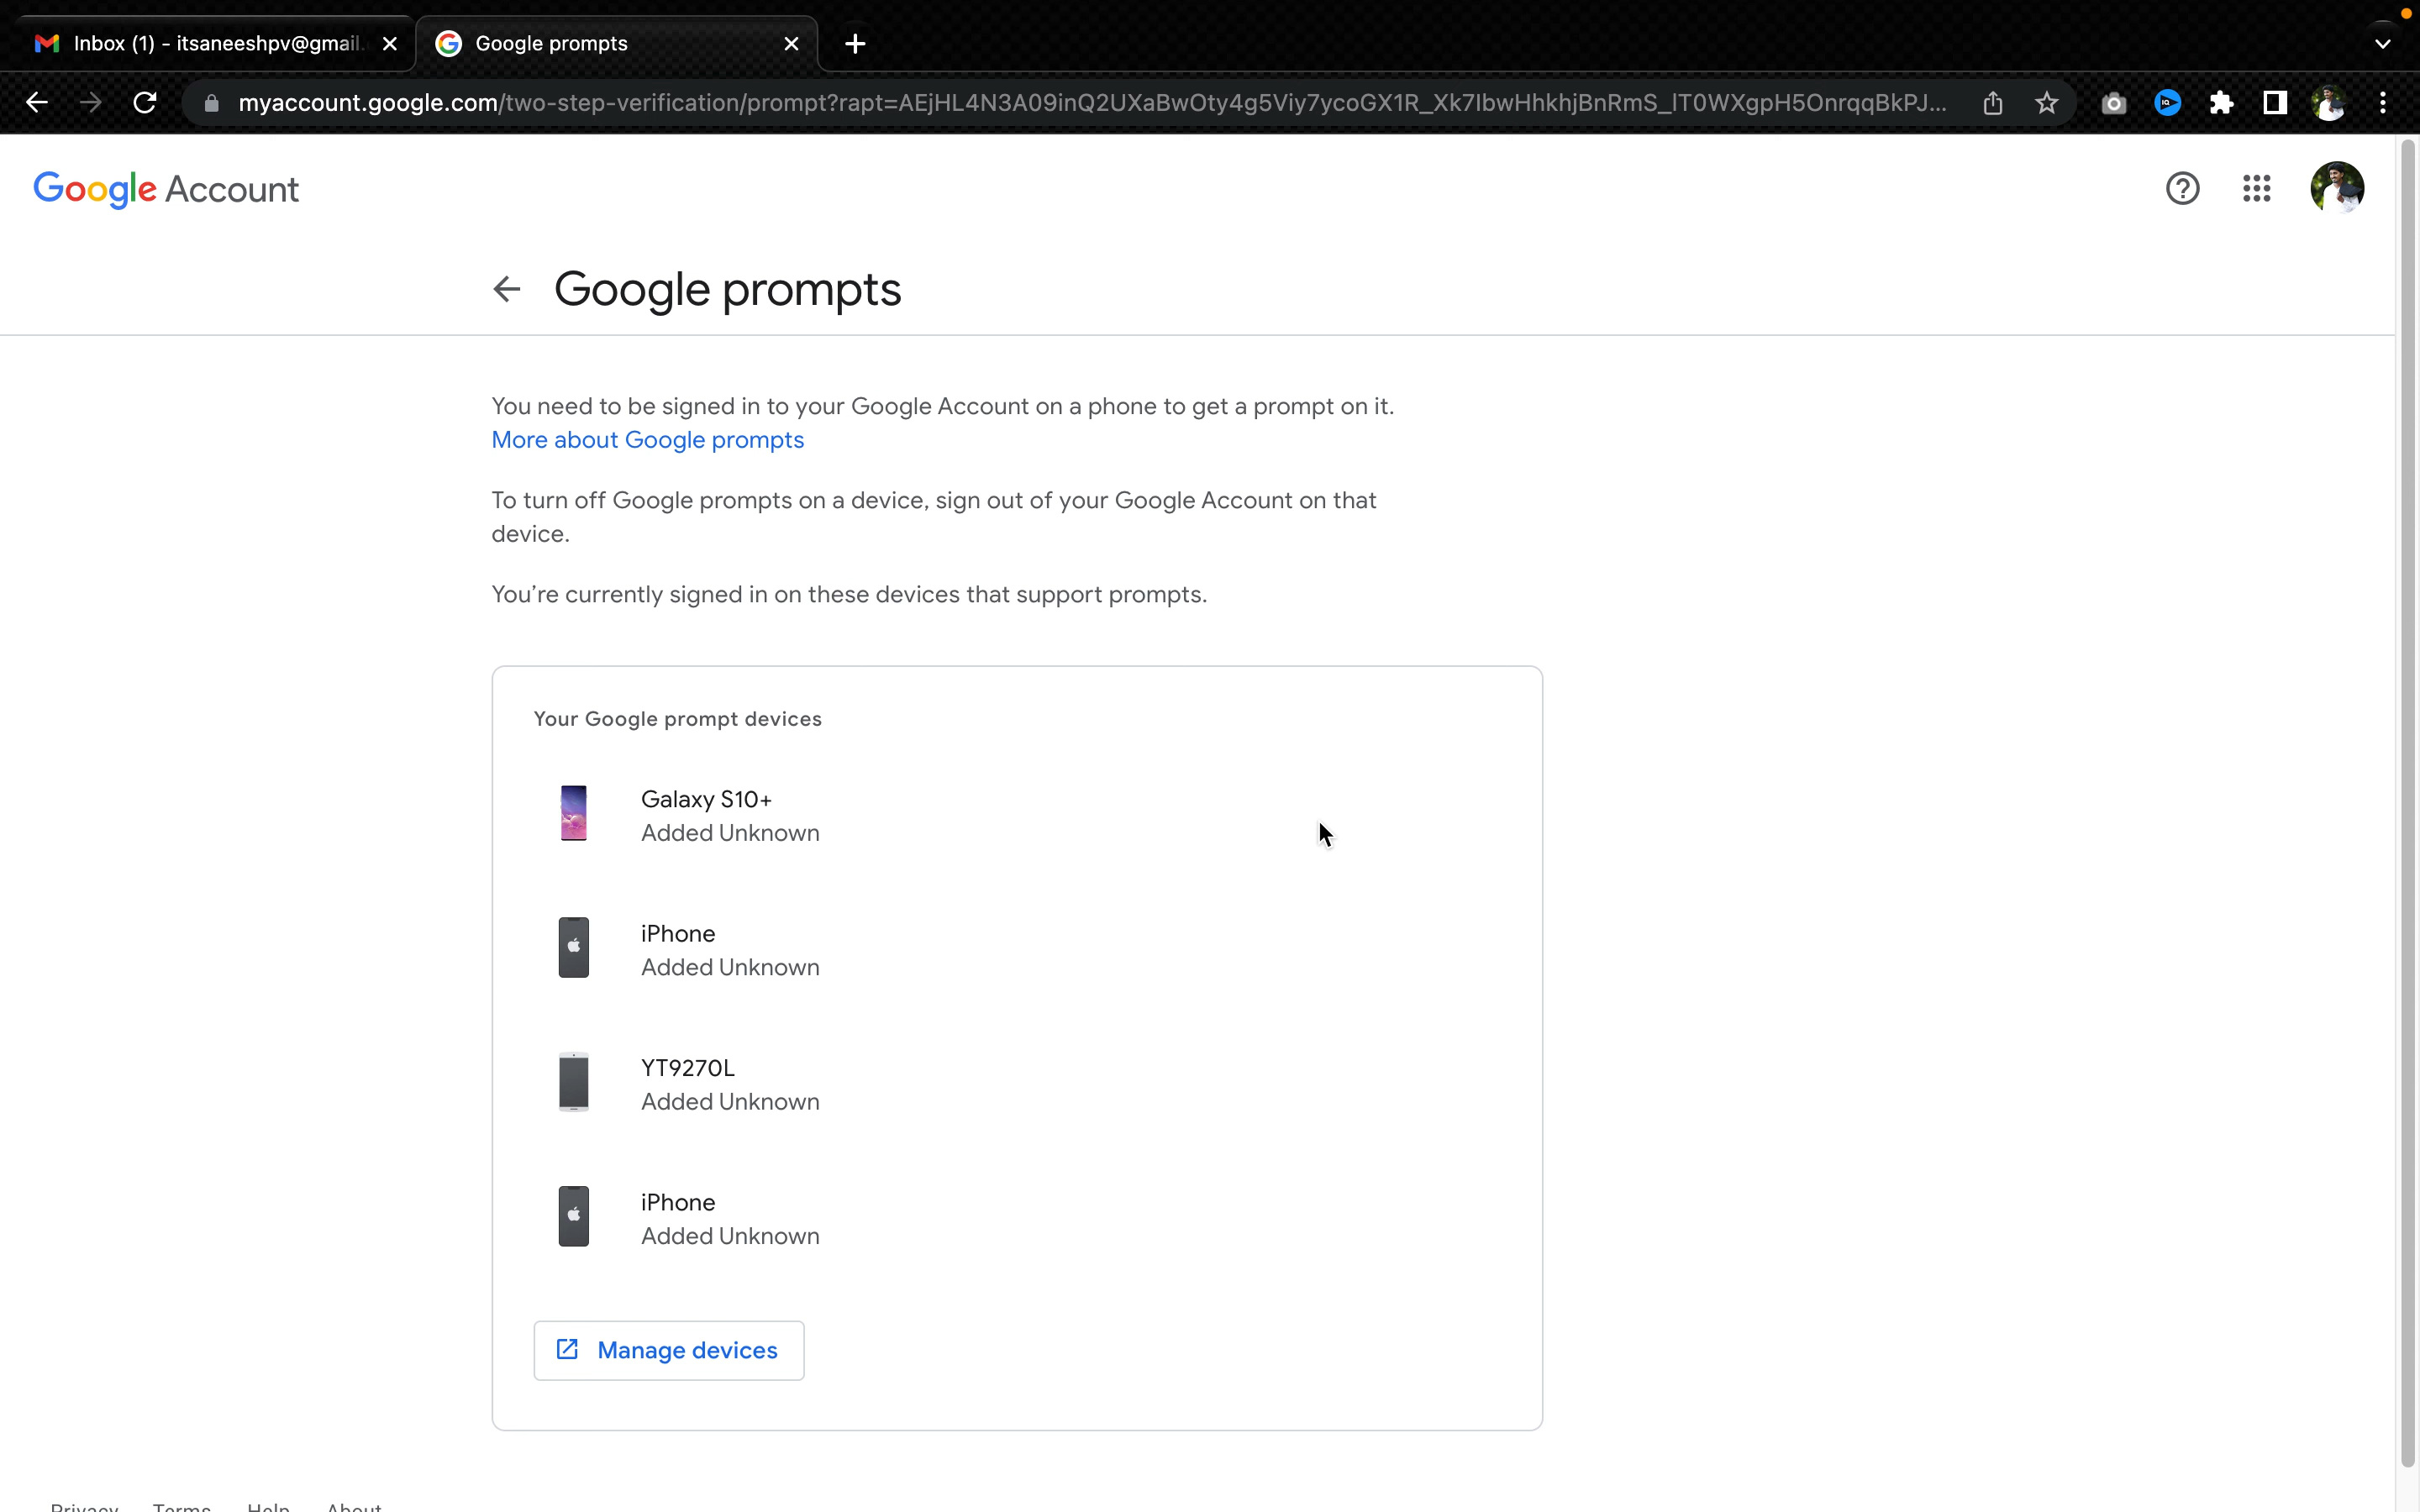 Inbox (1) - itsaneeshpv@gmail.
Google prompts
myaccount.google.com/two-step-verification/prompt?rapt=AEjHL4N3A09inQ2UXaBwOty4g5Viy7ycoGX1R_Xk7IbwHhkhjBnRmS_IT0WXgpH5OnrqqBkPJ...
Google Account
Google prompts
You need to be signed in to your Google Account on a phone to get a prompt on it.
More about Google prompts
To turn off Google prompts on a device, sign out of your Google Account on that
device.
You're currently signed in on these devices that support prompts.
Your Google prompt devices
Galaxy S10+
Added Unknown
iPhone
Added Unknown
YT9270L
Added Unknown
iPhone
Added Unknown
Manage devices
Privacy Terms Help About